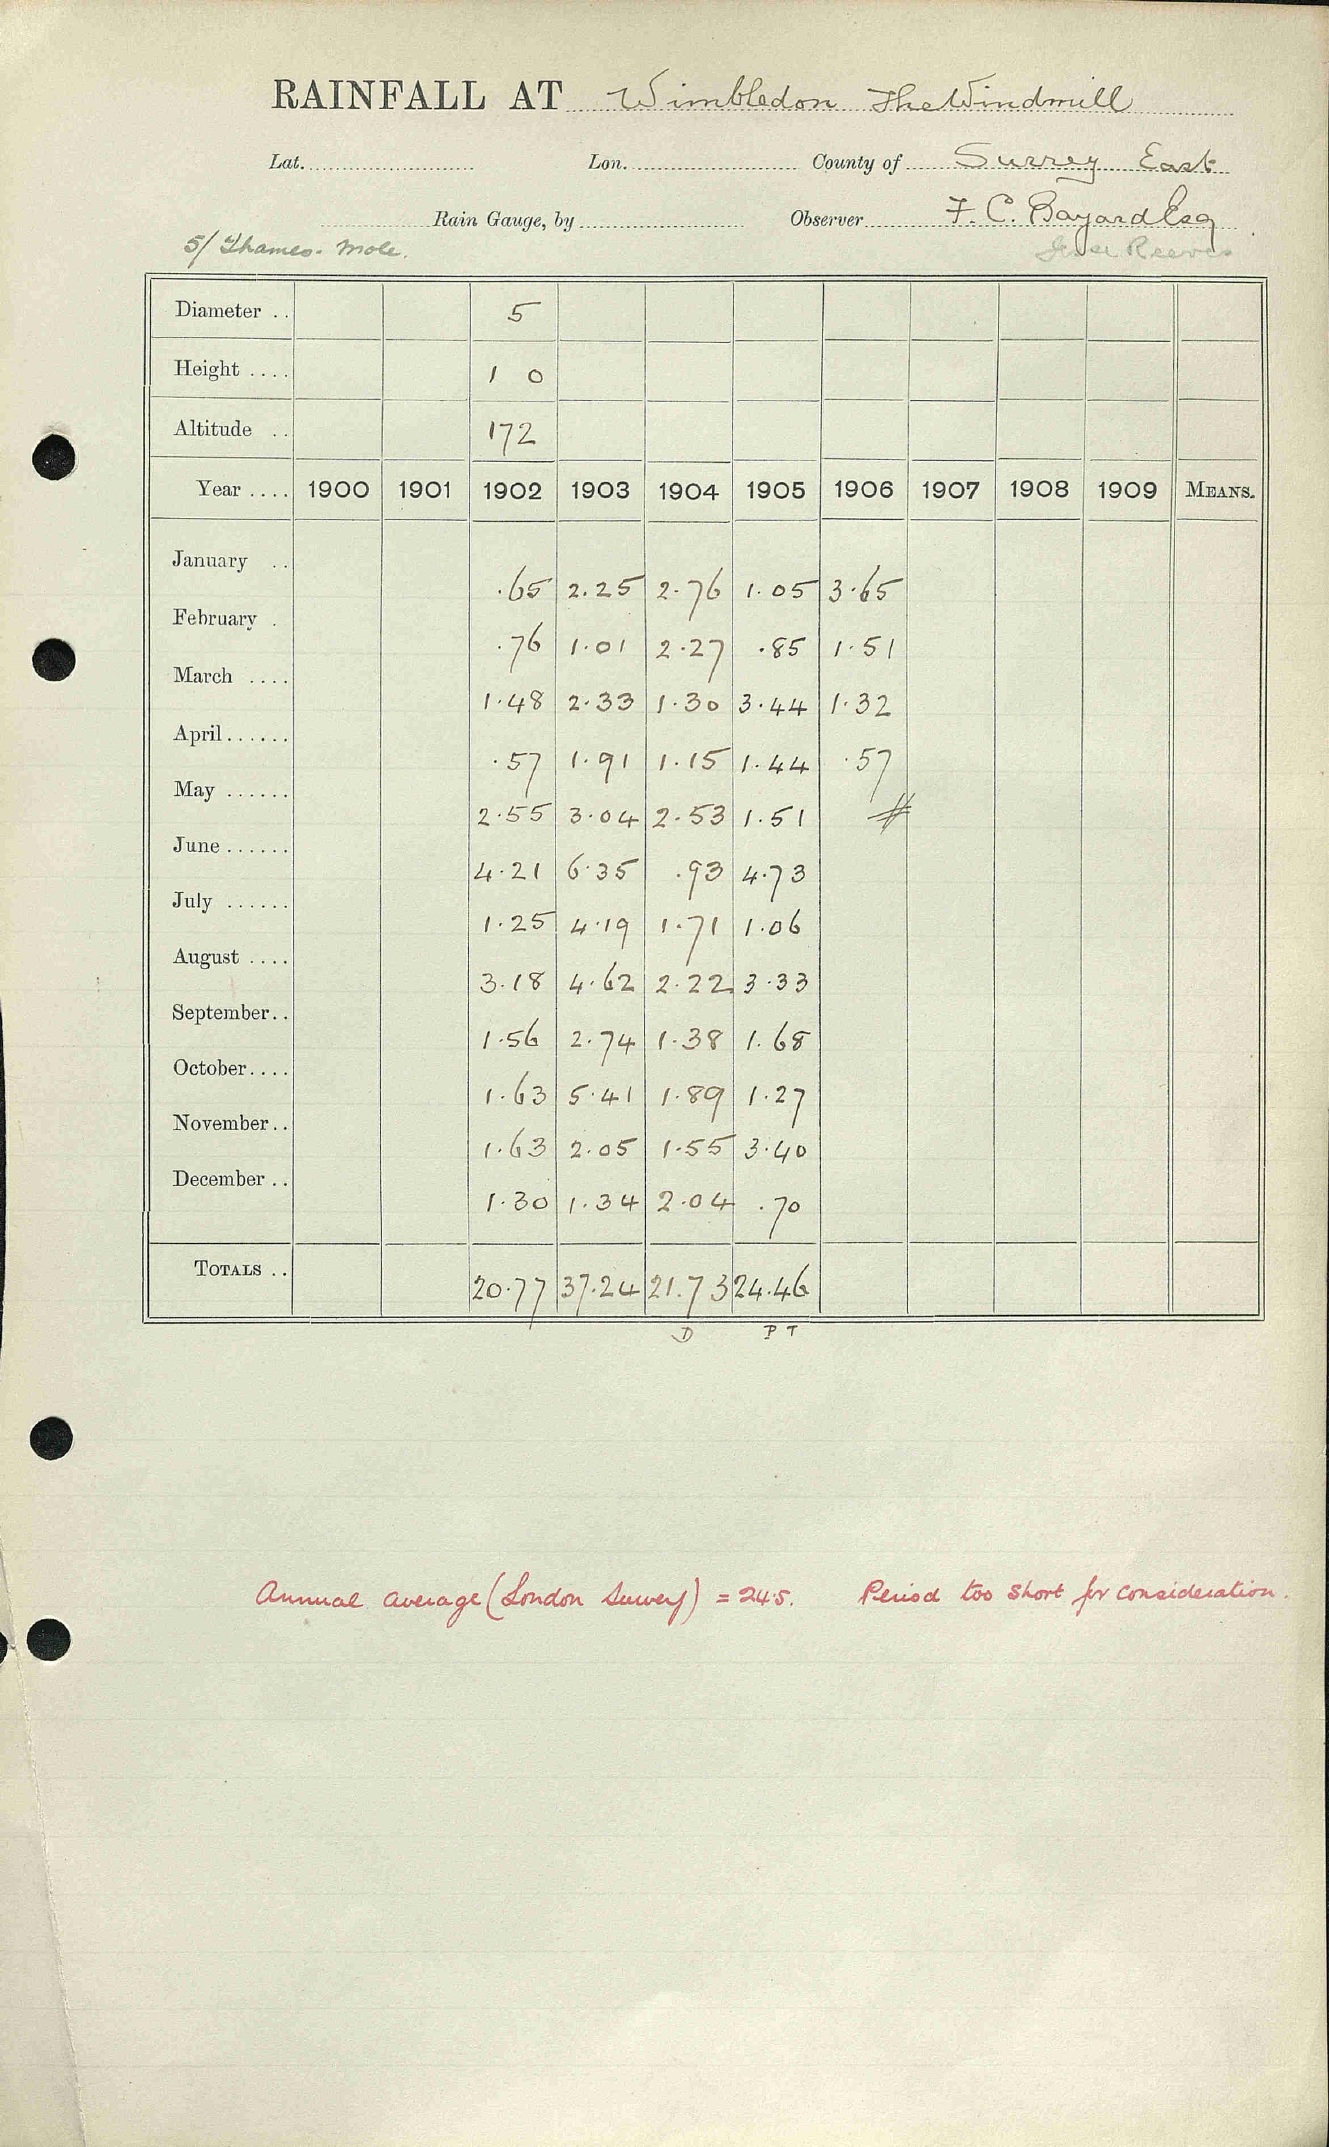 RAINFALL AT Wimbledon The Windmill
Lat. Lon. County of Surrey East
Rain Gauge, by Observer F. C. Bayard Esq
5/ Thames. Mole. Reeves
Diameter .. 5
Height .... 1 0
Altitude .. 172
Year .... 1900 1901 1902 1903 1904 1905 1906 1907 1908 1909 MEANS.
January .. .65 2.25 2.76 1.05 3.65
February . .76 1.01 2.27 .85 1.51
March .... 1.48 2.33 1.30 3.44 1.32
April...... .57 1.91 1.15 1.44 .57
May ...... 2.55 3.04 2.53 1.51
June ...... 4.21 6.35 .93 4.73
July ...... 1.25 4.19 1.71 1.06
August .... 3.18 4.62 2.22 3.33
September.. 1.56 2.74 1.38 1.68
October.... 1.63 5.41 1.89 1.27
November.. 1.63 2.05 1.55 3.40
December .. 1.30 1.34 2.04 .70
TOTALS .. 20.77 37.24 21.73 24.46
D P T
Annual average (London Survey) = 24.5. Period too short for consideration.